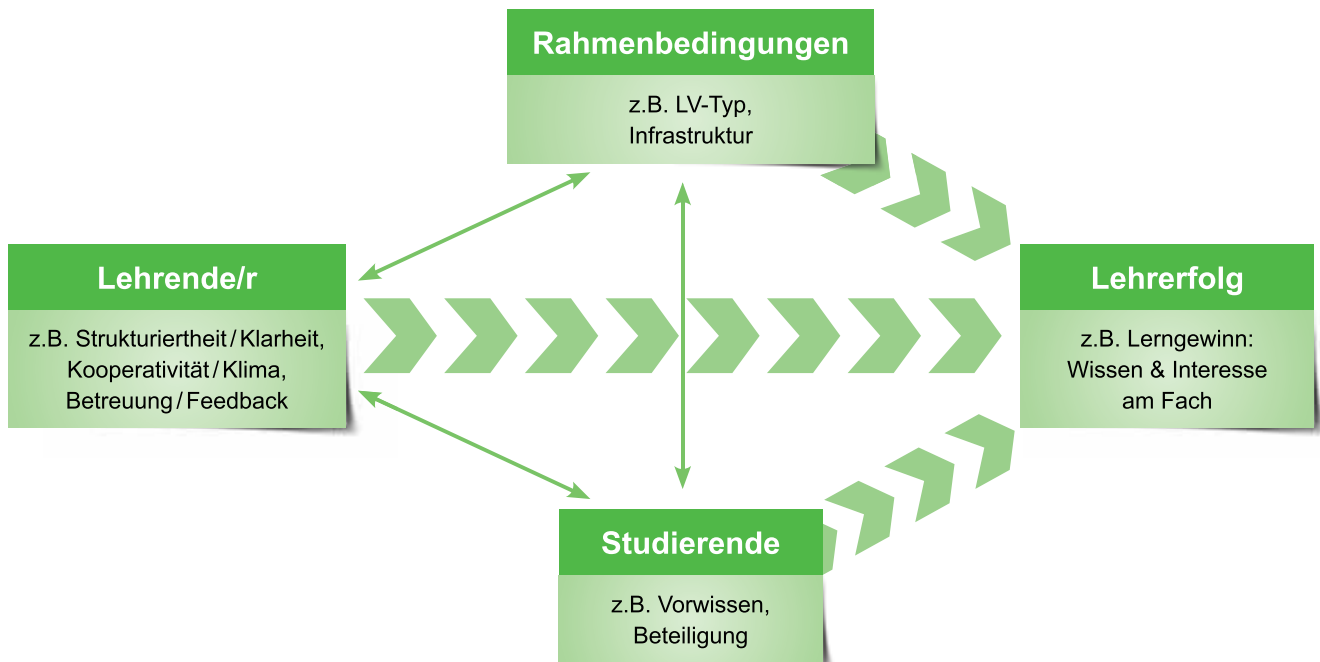 Rahmenbedingungen
z.B. LV-Typ,
Infrastruktur
Lehrende/r
z.B. Strukturiertheit / Klarheit,
Kooperativität / Klima,
Betreuung / Feedback
Lehrerfolg
z.B. Lerngewinn:
Wissen & Interesse
am Fach
Studierende
z.B. Vorwissen,
Beteiligung